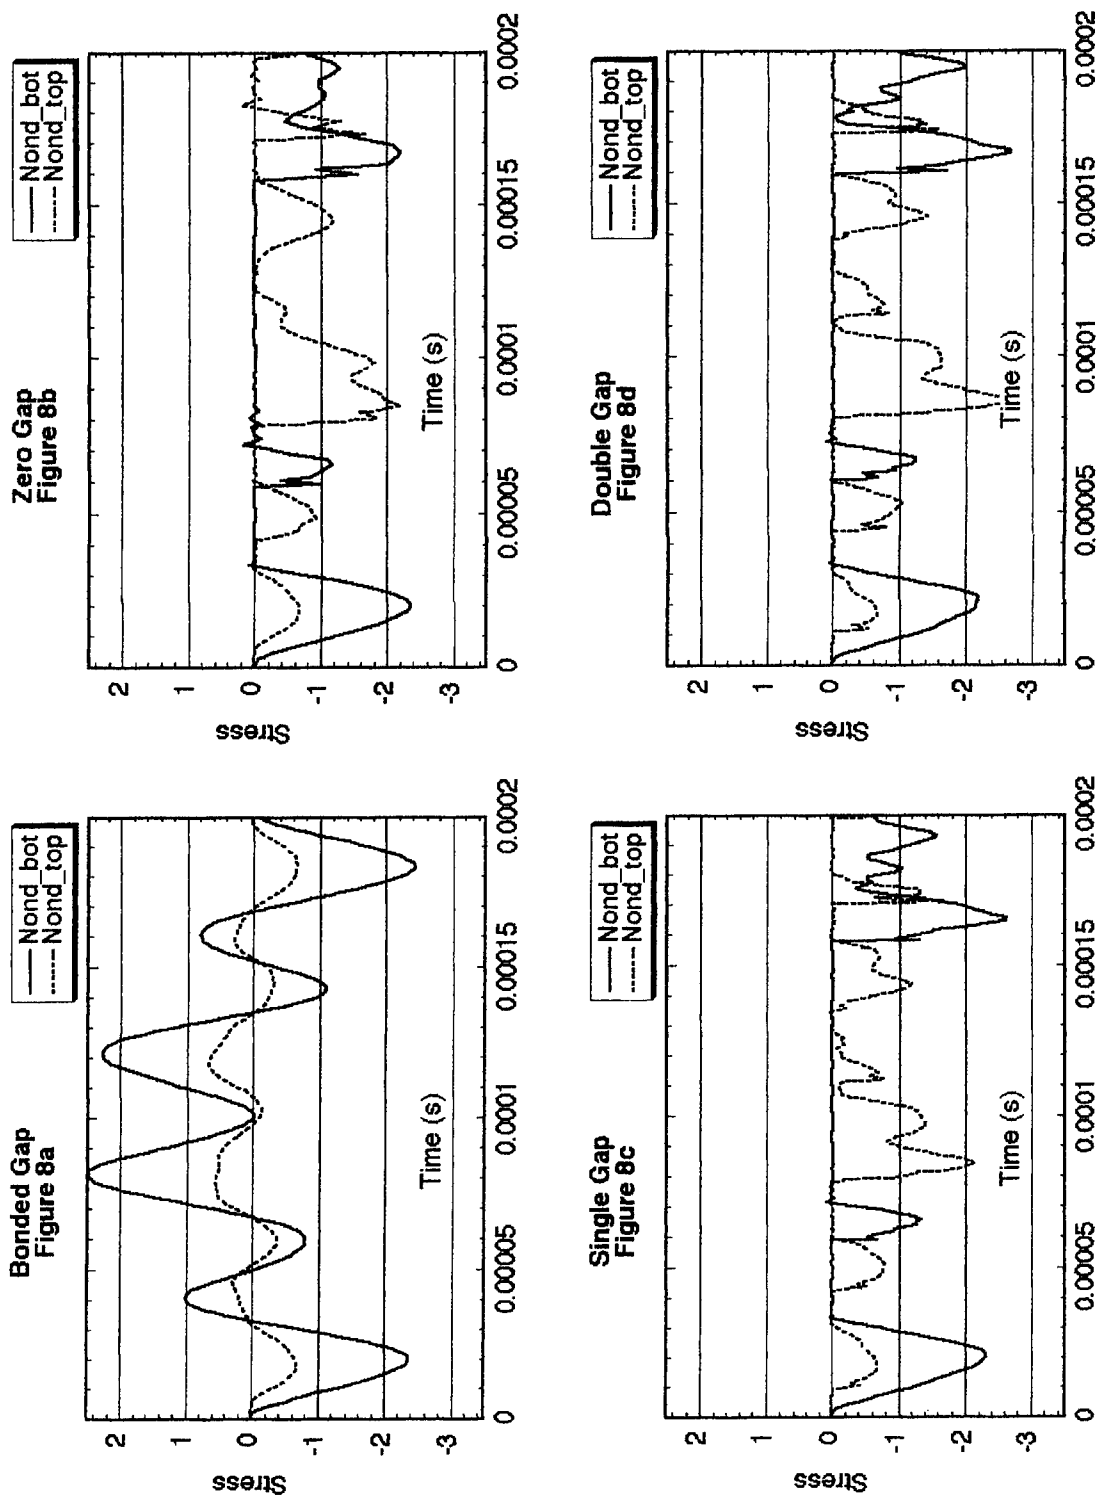 Bonded Gap
Figure 8a
Nond_bot
Nond_top
Stress
2
1
0
-1
-2
-3
Time (s)
0
0.00005
0.0001
0.00015
0.0002
Zero Gap
Figure 8b
Nond_bot
Nond_top
Stress
2
1
0
-1
-2
-3
Time (s)
0
0.00005
0.0001
0.00015
0.0002
Single Gap
Figure 8c
Nond_bot
Nond_top
Stress
2
1
0
-1
-2
-3
Time (s)
0
0.00005
0.0001
0.00015
0.0002
Double Gap
Figure 8d
Nond_bot
Nond_top
Stress
2
1
0
-1
-2
-3
Time (s)
0
0.00005
0.0001
0.00015
0.0002